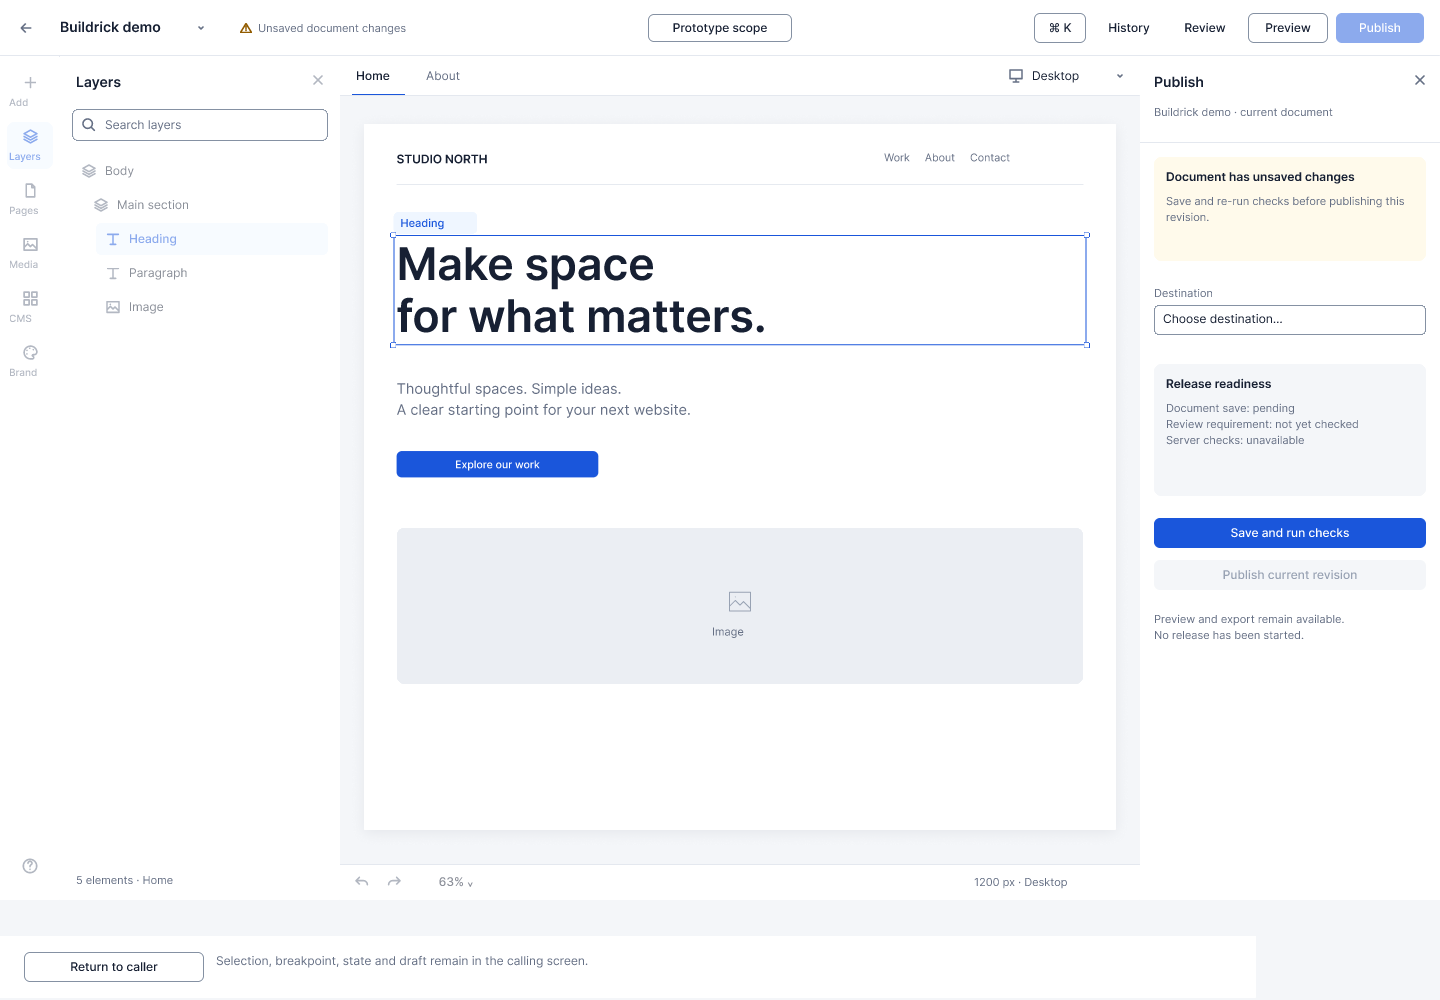 Buildrick demo
Unsaved document changes
Prototype scope
⌘ K
History
Review
Preview
Publish
Add
Layers
Pages
Media
CMS
Brand
Layers
Search layers
Body
Main section
Heading
Paragraph
Image
5 elements · Home
Home
About
Desktop
STUDIO NORTH
Work
About
Contact
Heading
Make space
for what matters.
Thoughtful spaces. Simple ideas.
A clear starting point for your next website.
Explore our work
Image
63%
1200 px · Desktop
Publish
Buildrick demo · current document
Document has unsaved changes
Save and re-run checks before publishing this
revision.
Destination
Choose destination...
Release readiness
Document save: pending
Review requirement: not yet checked
Server checks: unavailable
Save and run checks
Publish current revision
Preview and export remain available.
No release has been started.
Return to caller
Selection, breakpoint, state and draft remain in the calling screen.